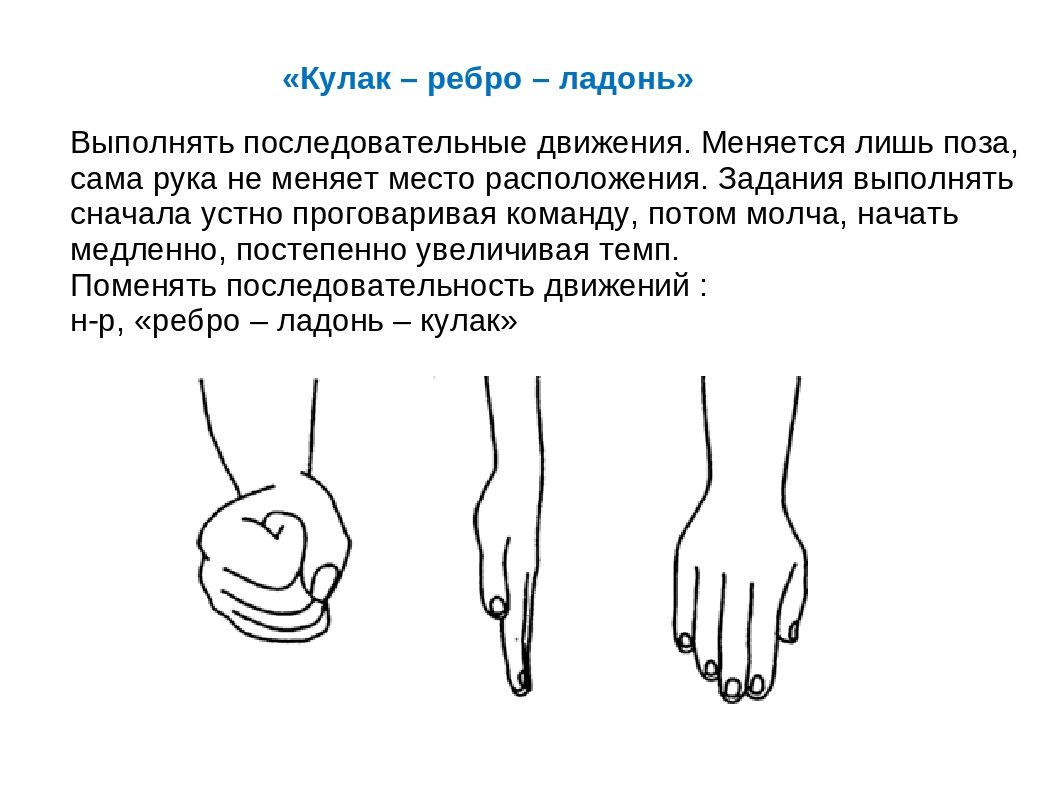 «Кулак – ребро – ладонь»
Выполнять последовательные движения. Меняется лишь поза,
сама рука не меняет место расположения. Задания выполнять
сначала устно проговаривая команду, потом молча, начать
медленно, постепенно увеличивая темп.
Поменять последовательность движений :
н-р, «ребро – ладонь – кулак»